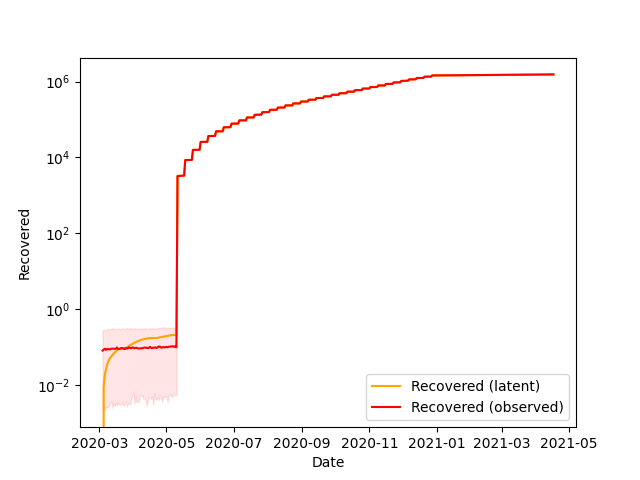 Recovered
10^6
10^4
10^2
10^0
10^−2
2020-03 2020-05 2020-07 2020-09 2020-11 2021-01 2021-03 2021-05
Date
Recovered (latent)
Recovered (observed)